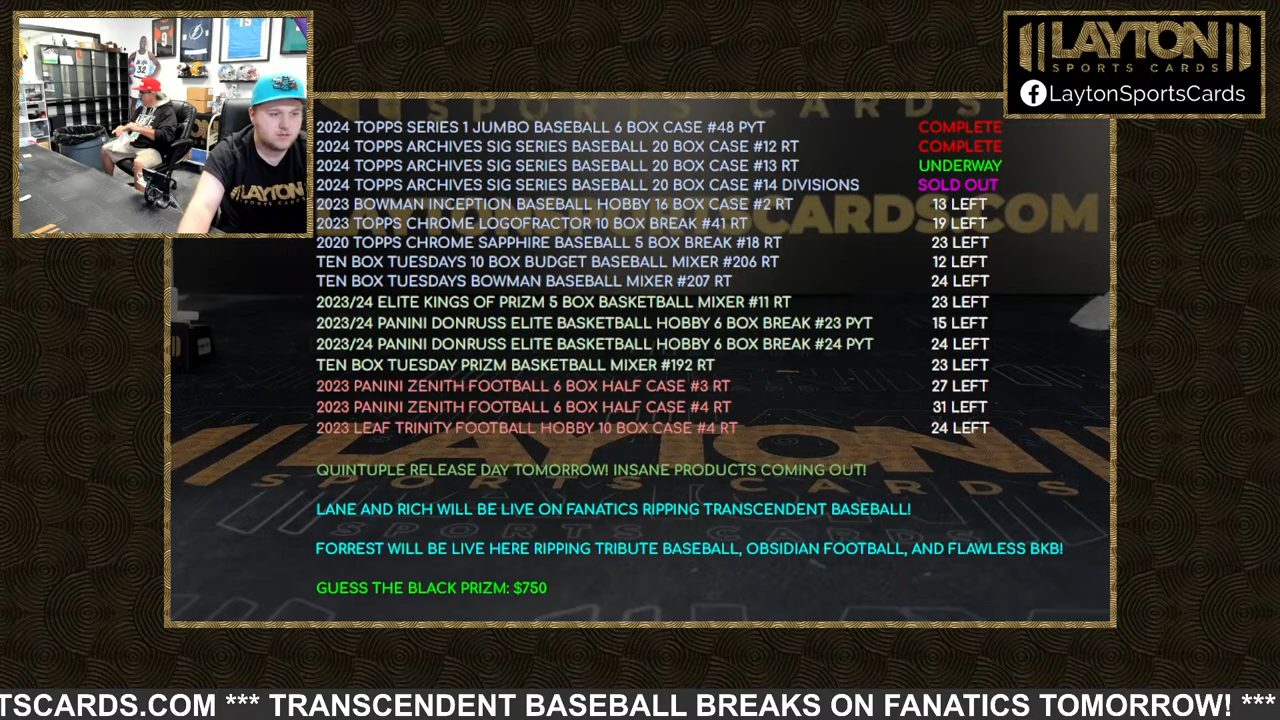 LAYTON
SPORTS CARDS
LaytonSportsCards
2024 TOPPS SERIES 1 JUMBO BASEBALL 6 BOX CASE #48 PYT COMPLETE
2024 TOPPS ARCHIVES SIG SERIES BASEBALL 20 BOX CASE #12 RT COMPLETE
2024 TOPPS ARCHIVES SIG SERIES BASEBALL 20 BOX CASE #13 RT UNDERWAY
2024 TOPPS ARCHIVES SIG SERIES BASEBALL 20 BOX CASE #14 DIVISIONS SOLD OUT
2023 BOWMAN INCEPTION BASEBALL HOBBY 16 BOX CASE #2 RT 13 LEFT
2023 TOPPS CHROME LOGOFRACTOR 10 BOX BREAK #41 RT 19 LEFT
2020 TOPPS CHROME SAPPHIRE BASEBALL 5 BOX BREAK #18 RT 23 LEFT
TEN BOX TUESDAYS 10 BOX BUDGET BASEBALL MIXER #206 RT 12 LEFT
TEN BOX TUESDAYS BOWMAN BASEBALL MIXER #207 RT 24 LEFT
2023/24 ELITE KINGS OF PRIZM 5 BOX BASKETBALL MIXER #11 RT 23 LEFT
2023/24 PANINI DONRUSS ELITE BASKETBALL HOBBY 6 BOX BREAK #23 PYT 15 LEFT
2023/24 PANINI DONRUSS ELITE BASKETBALL HOBBY 6 BOX BREAK #24 PYT 24 LEFT
TEN BOX TUESDAY PRIZM BASKETBALL MIXER #192 RT 23 LEFT
2023 PANINI ZENITH FOOTBALL 6 BOX HALF CASE #3 RT 27 LEFT
2023 PANINI ZENITH FOOTBALL 6 BOX HALF CASE #4 RT 31 LEFT
2023 LEAF TRINITY FOOTBALL HOBBY 10 BOX CASE #4 RT 24 LEFT
QUINTUPLE RELEASE DAY TOMORROW! INSANE PRODUCTS COMING OUT!
LANE AND RICH WILL BE LIVE ON FANATICS RIPPING TRANSCENDENT BASEBALL!
FORREST WILL BE LIVE HERE RIPPING TRIBUTE BASEBALL, OBSIDIAN FOOTBALL, AND FLAWLESS BKB!
GUESS THE BLACK PRIZM: $750
TSCARDS.COM *** TRANSCENDENT BASEBALL BREAKS ON FANATICS TOMORROW! ***